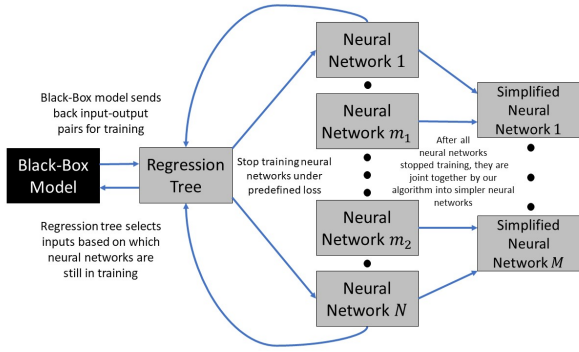 Black-Box model sends
back input-output
pairs for training
Black-Box
Model
Regression
Tree
Regression tree selects
inputs based on which
neural networks are
still in training
Stop training neural
networks under
predefined loss
Neural
Network 1
Neural
Network m₁
Neural
Network m₂
Neural
Network N
After all
neural networks
stopped training, they are
joint together by our
algorithm into simpler neural
networks
Simplified
Neural
Network 1
Simplified
Neural
Network M